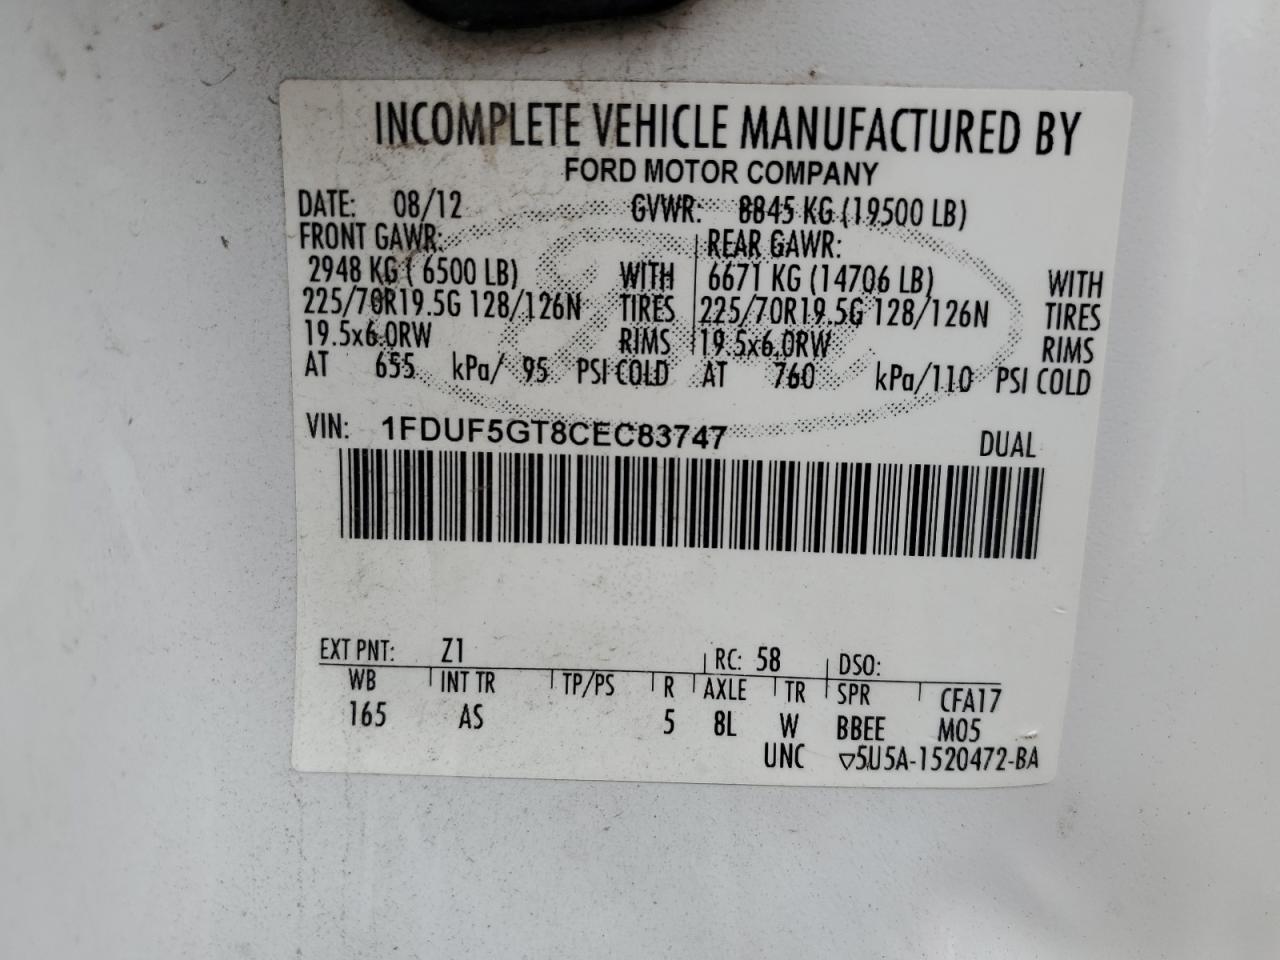 INCOMPLETE VEHICLE MANUFACTURED BY
FORD MOTOR COMPANY
DATE: 08/12 GVWR: 8845 KG (19500 LB)
FRONT GAWR: REAR GAWR:
2948 KG ( 6500 LB) WITH 6671 KG (14706 LB) WITH
225/70R19.5G 128/126N TIRES 225/70R19.5G 128/126N TIRES
19.5x6.0RW RIMS 19.5x6.0RW RIMS
AT 655 kPa/ 95 PSI COLD AT 760 kPa/110 PSI COLD
VIN: 1FDUF5GT8CEC83747 DUAL
EXT PNT: Z1 RC: 58 DSO:
WB INT TR TP/PS R AXLE TR SPR CFA17
165 AS 5 8L W BBEE M05
UNC ▽5U5A-1520472-BA